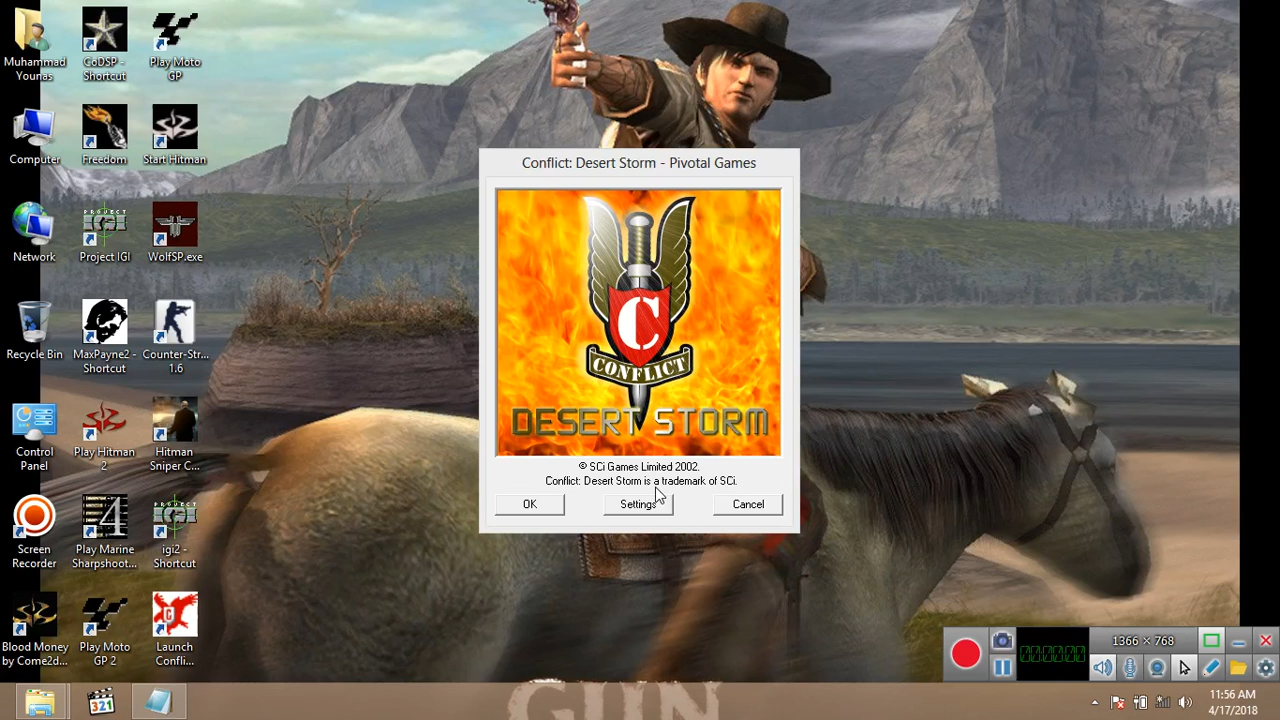 Muhammad
Younas
CoDSP -
Shortcut
Play Moto
GP
Computer
Freedom
Start Hitman
Network
PROJECT
IGI
Project IGI
WolfSP.exe
Recycle Bin
MaxPayne2 -
Shortcut
Counter-Str...
1.6
Control
Panel
Play Hitman
2
Hitman
Sniper C...
Screen
Recorder
4
Play Marine
Sharpshoot...
PROJECT
IGI
igi2 -
Shortcut
Blood Money
by Come2d...
Play Moto
GP 2
C
Launch
Confli...
Conflict: Desert Storm - Pivotal Games
C
CONFLICT
DESERT STORM
© SCi Games Limited 2002.
Conflict: Desert Storm is a trademark of SCi.
OK
Settings
Cancel
1366 × 768
000000
321
GUN
11:56 AM
4/17/2018